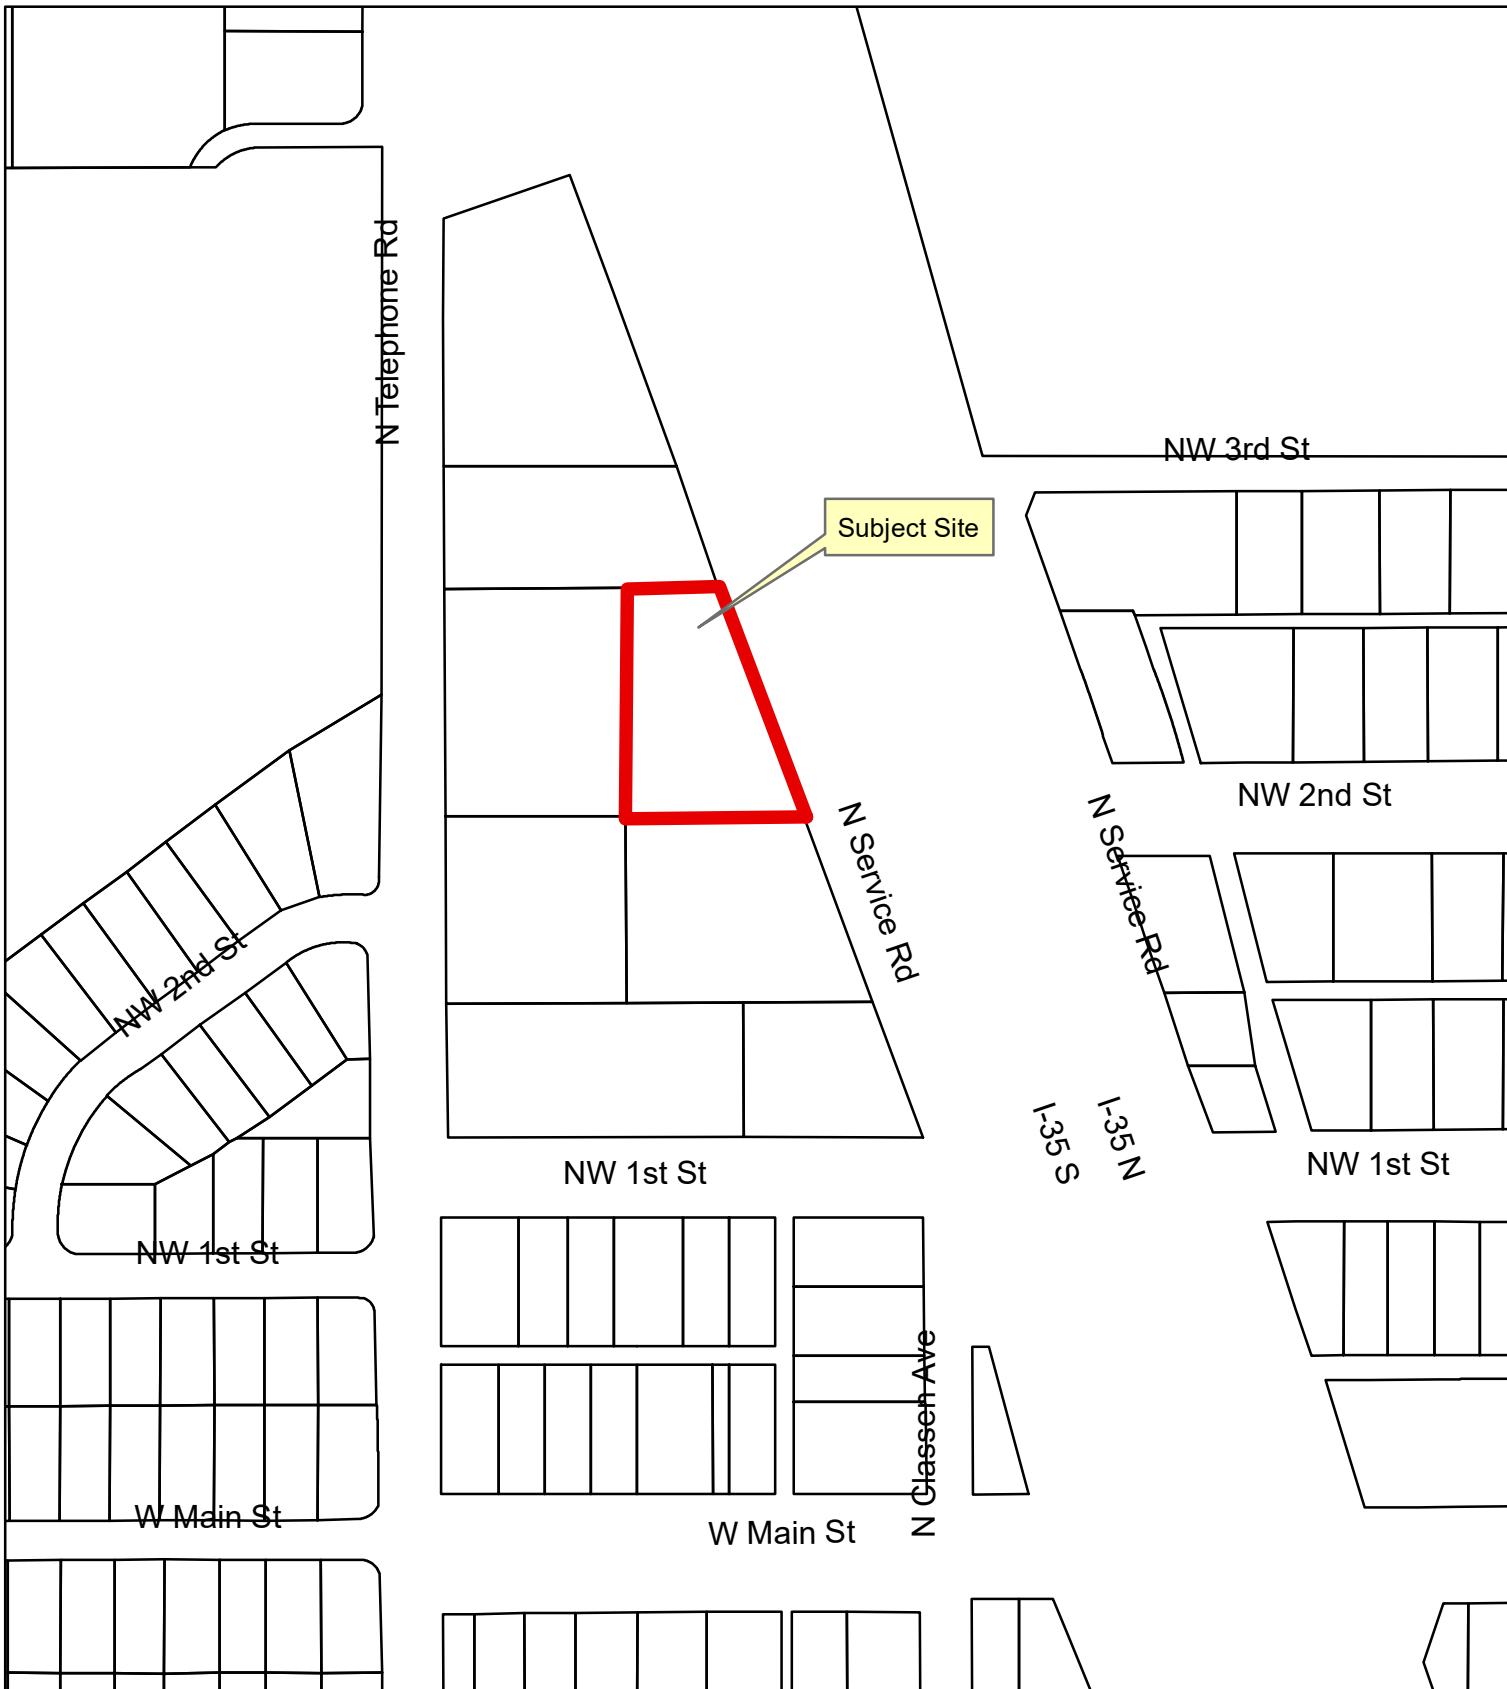 N Telephone Rd
NW 3rd St
Subject Site
NW 2nd St
N Service Rd
N Service Rd
NW 2nd St
I-35 S
I-35 N
NW 1st St
NW 1st St
NW 1st St
N Classen Ave
W Main St
W Main St